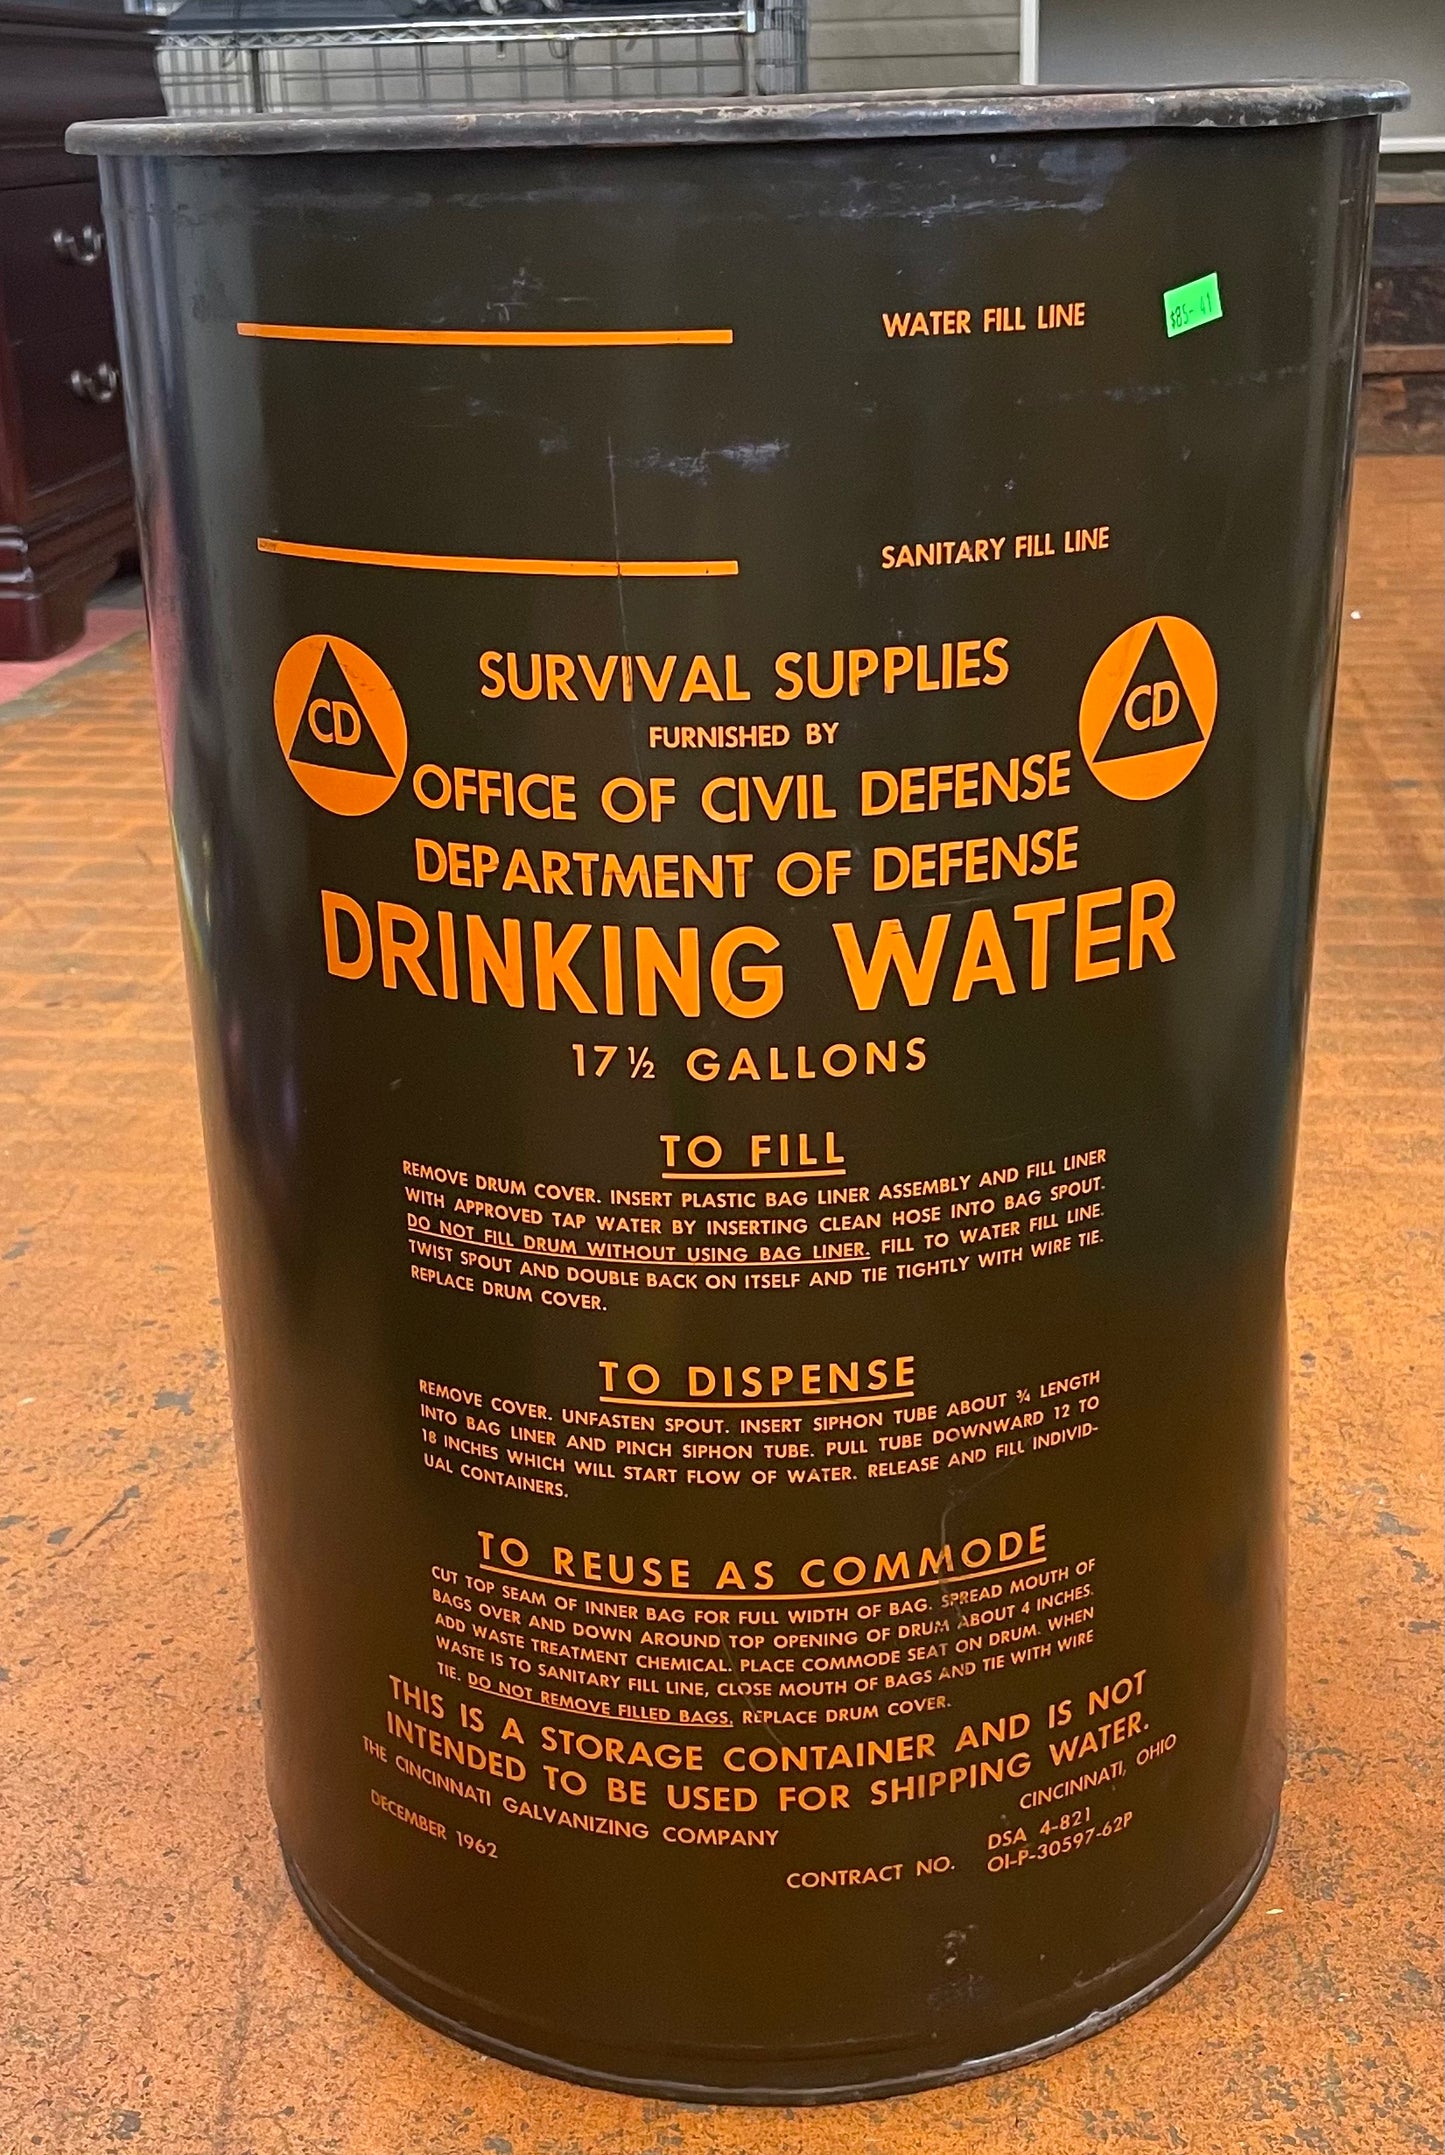 WATER FILL LINE
$85- 41
SANITARY FILL LINE
CD
CD
SURVIVAL SUPPLIES
FURNISHED BY
OFFICE OF CIVIL DEFENSE
DEPARTMENT OF DEFENSE
DRINKING WATER
17 ½ GALLONS
TO FILL
REMOVE DRUM COVER. INSERT PLASTIC BAG LINER ASSEMBLY AND FILL LINER
WITH APPROVED TAP WATER BY INSERTING CLEAN HOSE INTO BAG SPOUT.
DO NOT FILL DRUM WITHOUT USING BAG LINER. FILL TO WATER FILL LINE.
TWIST SPOUT AND DOUBLE BACK ON ITSELF AND TIE TIGHTLY WITH WIRE TIE.
REPLACE DRUM COVER.
TO DISPENSE
REMOVE COVER. UNFASTEN SPOUT. INSERT SIPHON TUBE ABOUT ¾ LENGTH
INTO BAG LINER AND PINCH SIPHON TUBE. PULL TUBE DOWNWARD 12 TO
18 INCHES WHICH WILL START FLOW OF WATER. RELEASE AND FILL INDIVID-
UAL CONTAINERS.
TO REUSE AS COMMODE
CUT TOP SEAM OF INNER BAG FOR FULL WIDTH OF BAG. SPREAD MOUTH OF
BAGS OVER AND DOWN AROUND TOP OPENING OF DRUM ABOUT 4 INCHES.
ADD WASTE TREATMENT CHEMICAL. PLACE COMMODE SEAT ON DRUM. WHEN
WASTE IS TO SANITARY FILL LINE, CLOSE MOUTH OF BAGS AND TIE WITH WIRE
TIE. DO NOT REMOVE FILLED BAGS. REPLACE DRUM COVER.
THIS IS A STORAGE CONTAINER AND IS NOT
INTENDED TO BE USED FOR SHIPPING WATER.
THE CINCINNATI GALVANIZING COMPANY CINCINNATI, OHIO
DECEMBER 1962
CONTRACT NO. DSA 4-821
OI-P-30597-62P